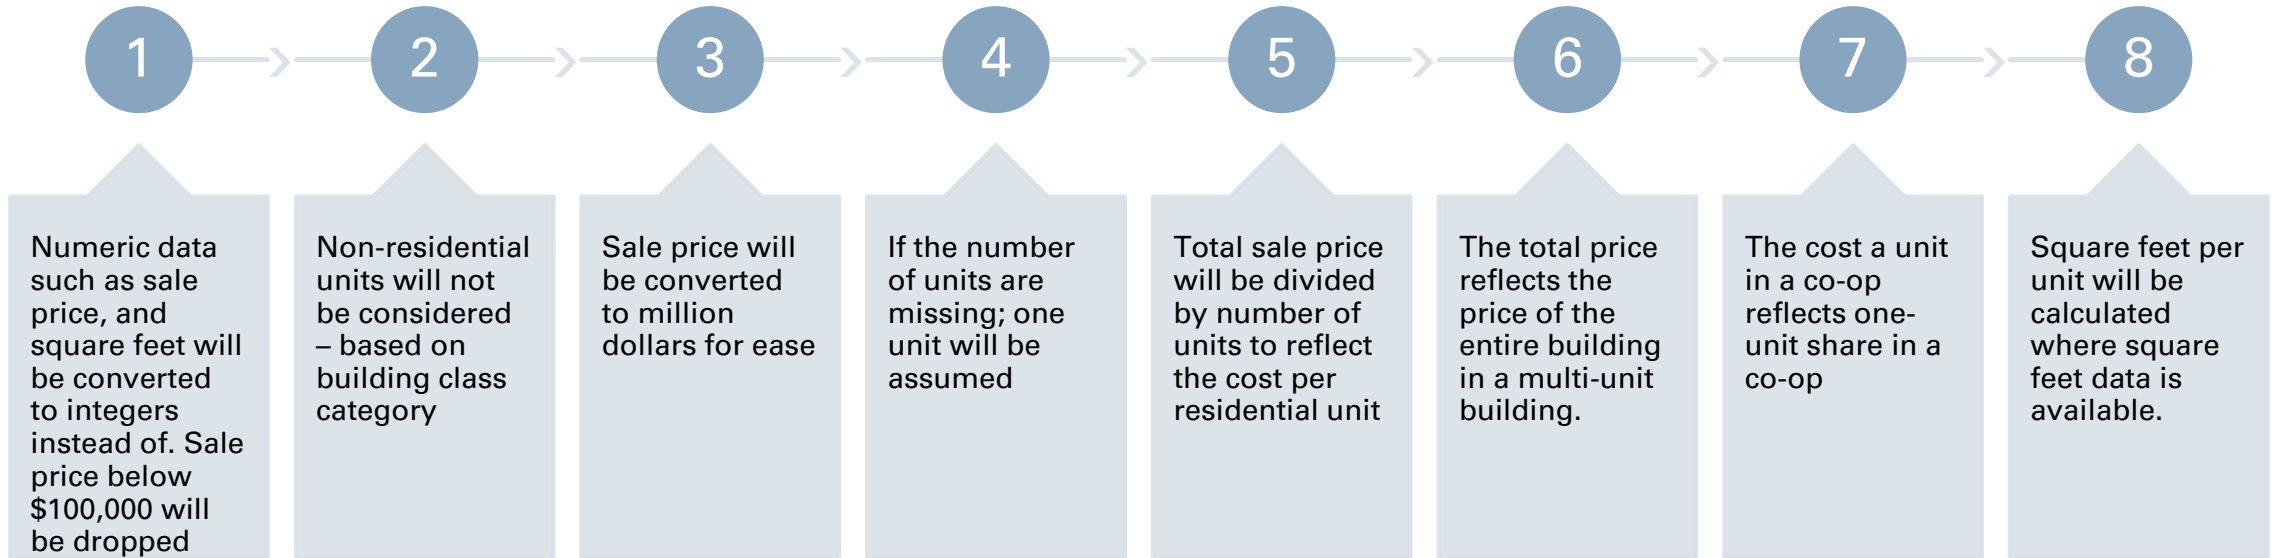 1
2
3
4
5
6
7
8
Numeric data
such as sale
price, and
square feet will
be converted
to integers
instead of. Sale
price below
$100,000 will
be dropped
Non-residential
units will not
be considered
– based on
building class
category
Sale price will
be converted
to million
dollars for ease
If the number
of units are
missing; one
unit will be
assumed
Total sale price
will be divided
by number of
units to reflect
the cost per
residential unit
The total price
reflects the
price of the
entire building
in a multi-unit
building.
The cost a unit
in a co-op
reflects one-
unit share in a
co-op
Square feet per
unit will be
calculated
where square
feet data is
available.